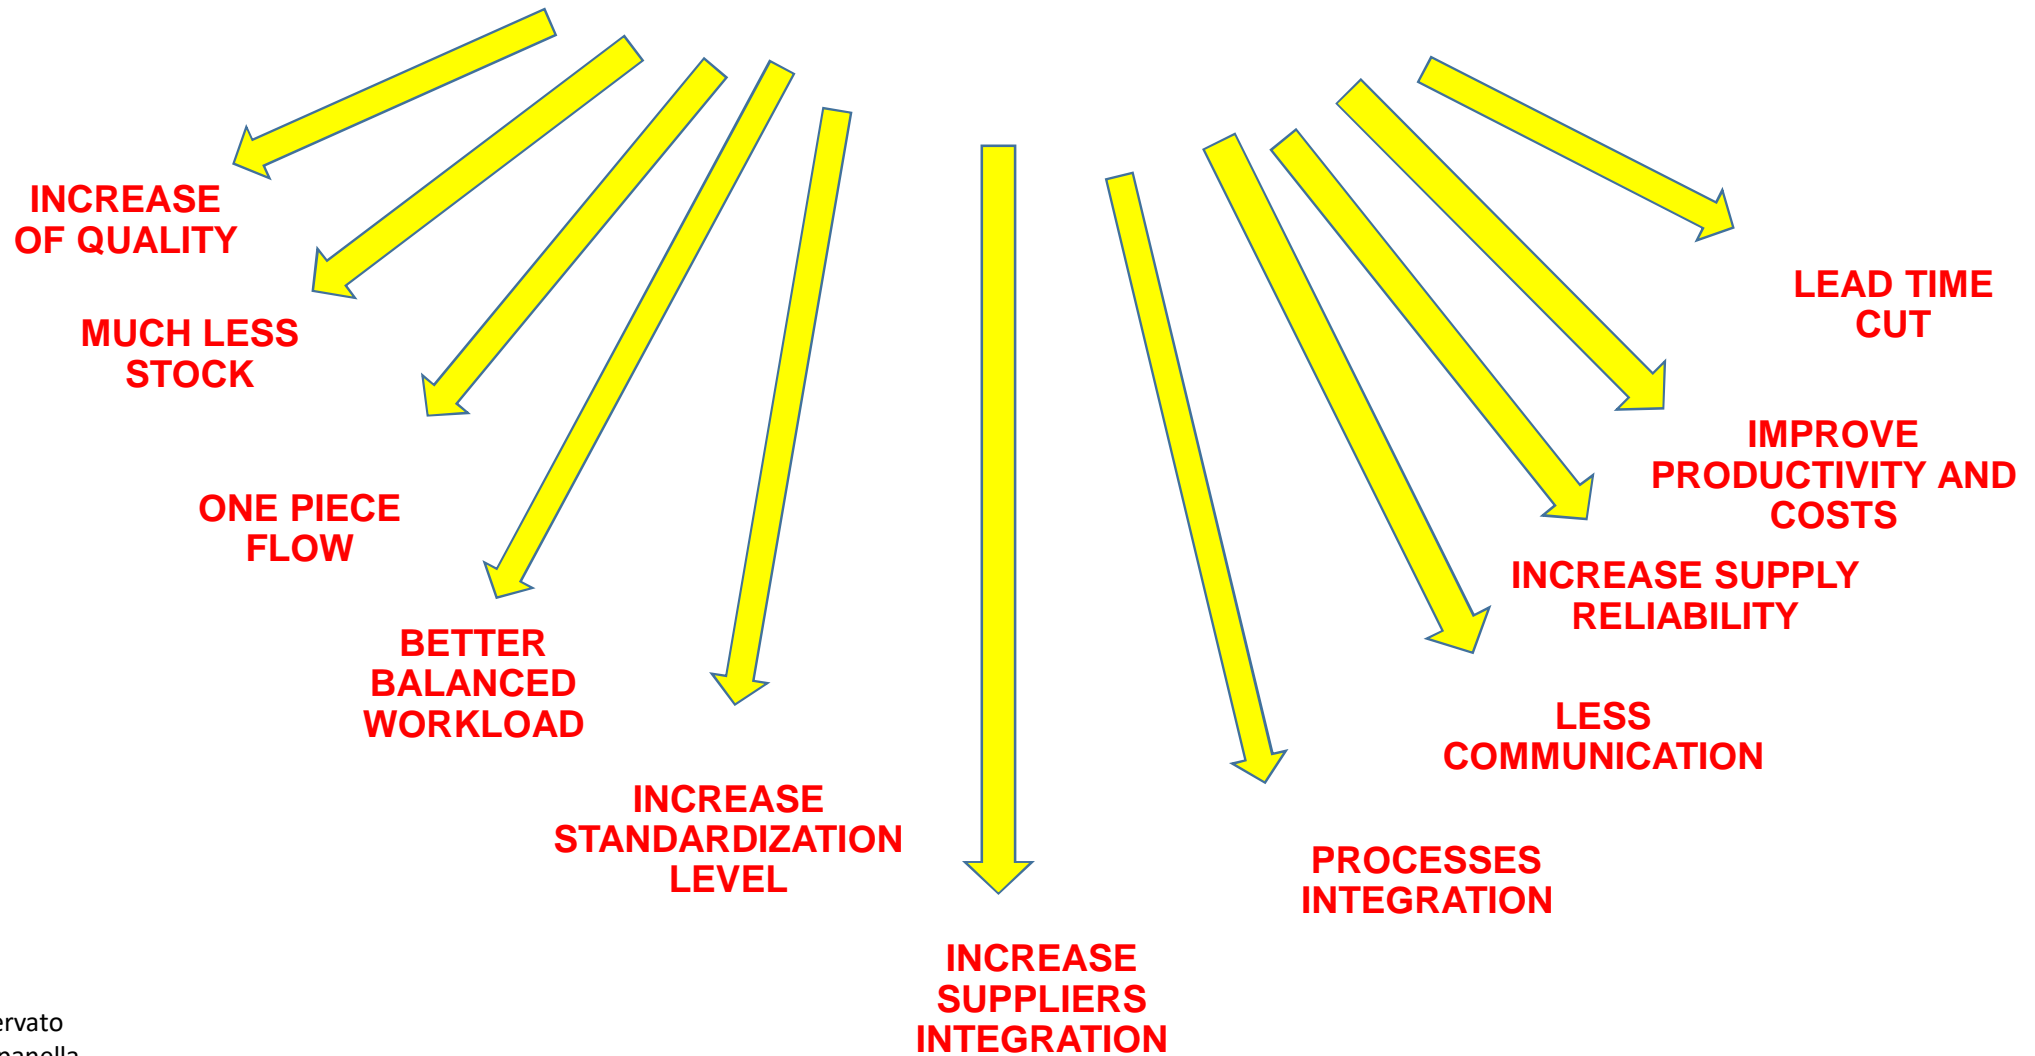 INCREASE
OF QUALITY
MUCH LESS
STOCK
ONE PIECE
FLOW
BETTER
BALANCED
WORKLOAD
INCREASE
STANDARDIZATION
LEVEL
INCREASE
SUPPLIERS
INTEGRATION
PROCESSES
INTEGRATION
LESS
COMMUNICATION
INCREASE SUPPLY
RELIABILITY
IMPROVE
PRODUCTIVITY AND
COSTS
LEAD TIME
CUT
ervato